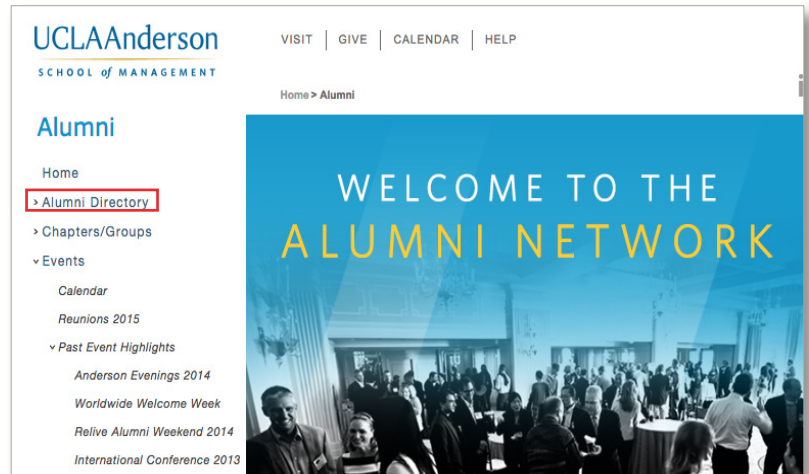 UCLAAnderson
SCHOOL of MANAGEMENT
VISIT | GIVE | CALENDAR | HELP
Home > Alumni
Alumni
Home
› Alumni Directory
› Chapters/Groups
Events
Calendar
Reunions 2015
Past Event Highlights
Anderson Evenings 2014
Worldwide Welcome Week
Relive Alumni Weekend 2014
International Conference 2013
WELCOME TO THE
ALUMNI NETWORK